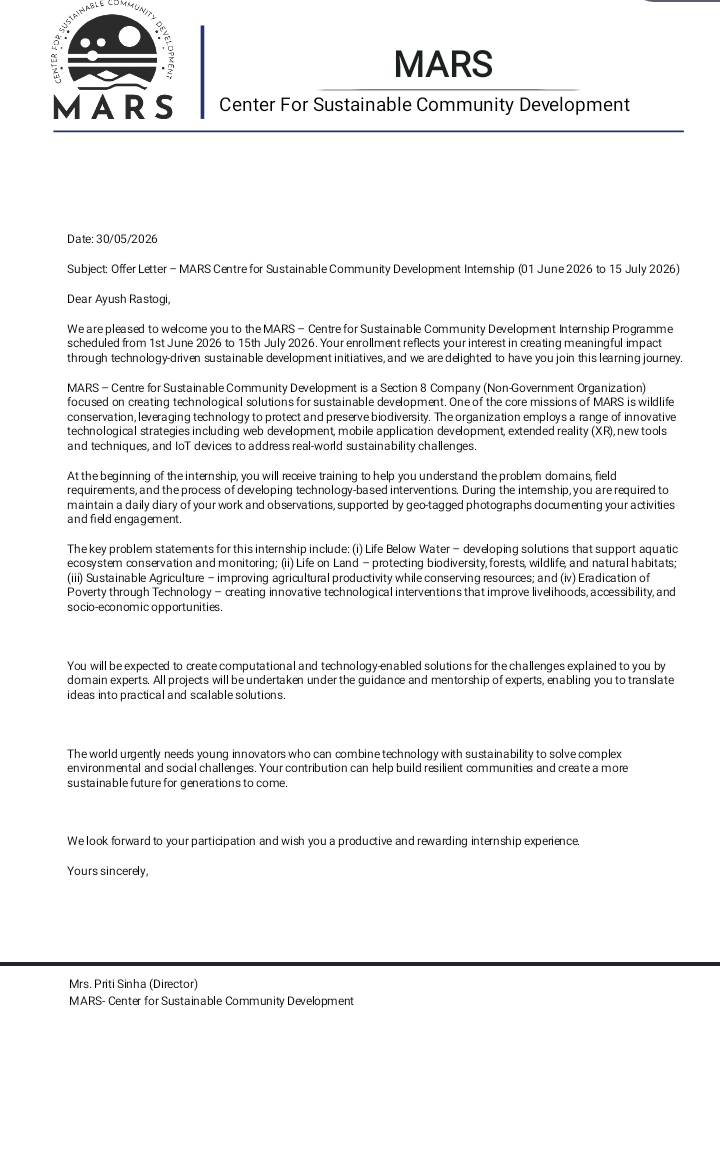 CENTER FOR SUSTAINABLE COMMUNITY DEVELOPMENT
MARS
MARS
Center For Sustainable Community Development
Date: 30/05/2026
Subject: Offer Letter – MARS Centre for Sustainable Community Development Internship (01 June 2026 to 15 July 2026)
Dear Ayush Rastogi,
We are pleased to welcome you to the MARS – Centre for Sustainable Community Development Internship Programme
scheduled from 1st June 2026 to 15th July 2026. Your enrollment reflects your interest in creating meaningful impact
through technology-driven sustainable development initiatives, and we are delighted to have you join this learning journey.
MARS – Centre for Sustainable Community Development is a Section 8 Company (Non-Government Organization)
focused on creating technological solutions for sustainable development. One of the core missions of MARS is wildlife
conservation, leveraging technology to protect and preserve biodiversity. The organization employs a range of innovative
technological strategies including web development, mobile application development, extended reality (XR), new tools
and techniques, and IoT devices to address real-world sustainability challenges.
At the beginning of the internship, you will receive training to help you understand the problem domains, field
requirements, and the process of developing technology-based interventions. During the internship, you are required to
maintain a daily diary of your work and observations, supported by geo-tagged photographs documenting your activities
and field engagement.
The key problem statements for this internship include: (i) Life Below Water – developing solutions that support aquatic
ecosystem conservation and monitoring; (ii) Life on Land – protecting biodiversity, forests, wildlife, and natural habitats;
(iii) Sustainable Agriculture – improving agricultural productivity while conserving resources; and (iv) Eradication of
Poverty through Technology – creating innovative technological interventions that improve livelihoods, accessibility, and
socio-economic opportunities.
You will be expected to create computational and technology-enabled solutions for the challenges explained to you by
domain experts. All projects will be undertaken under the guidance and mentorship of experts, enabling you to translate
ideas into practical and scalable solutions.
The world urgently needs young innovators who can combine technology with sustainability to solve complex
environmental and social challenges. Your contribution can help build resilient communities and create a more
sustainable future for generations to come.
We look forward to your participation and wish you a productive and rewarding internship experience.
Yours sincerely,
Mrs. Priti Sinha (Director)
MARS- Center for Sustainable Community Development